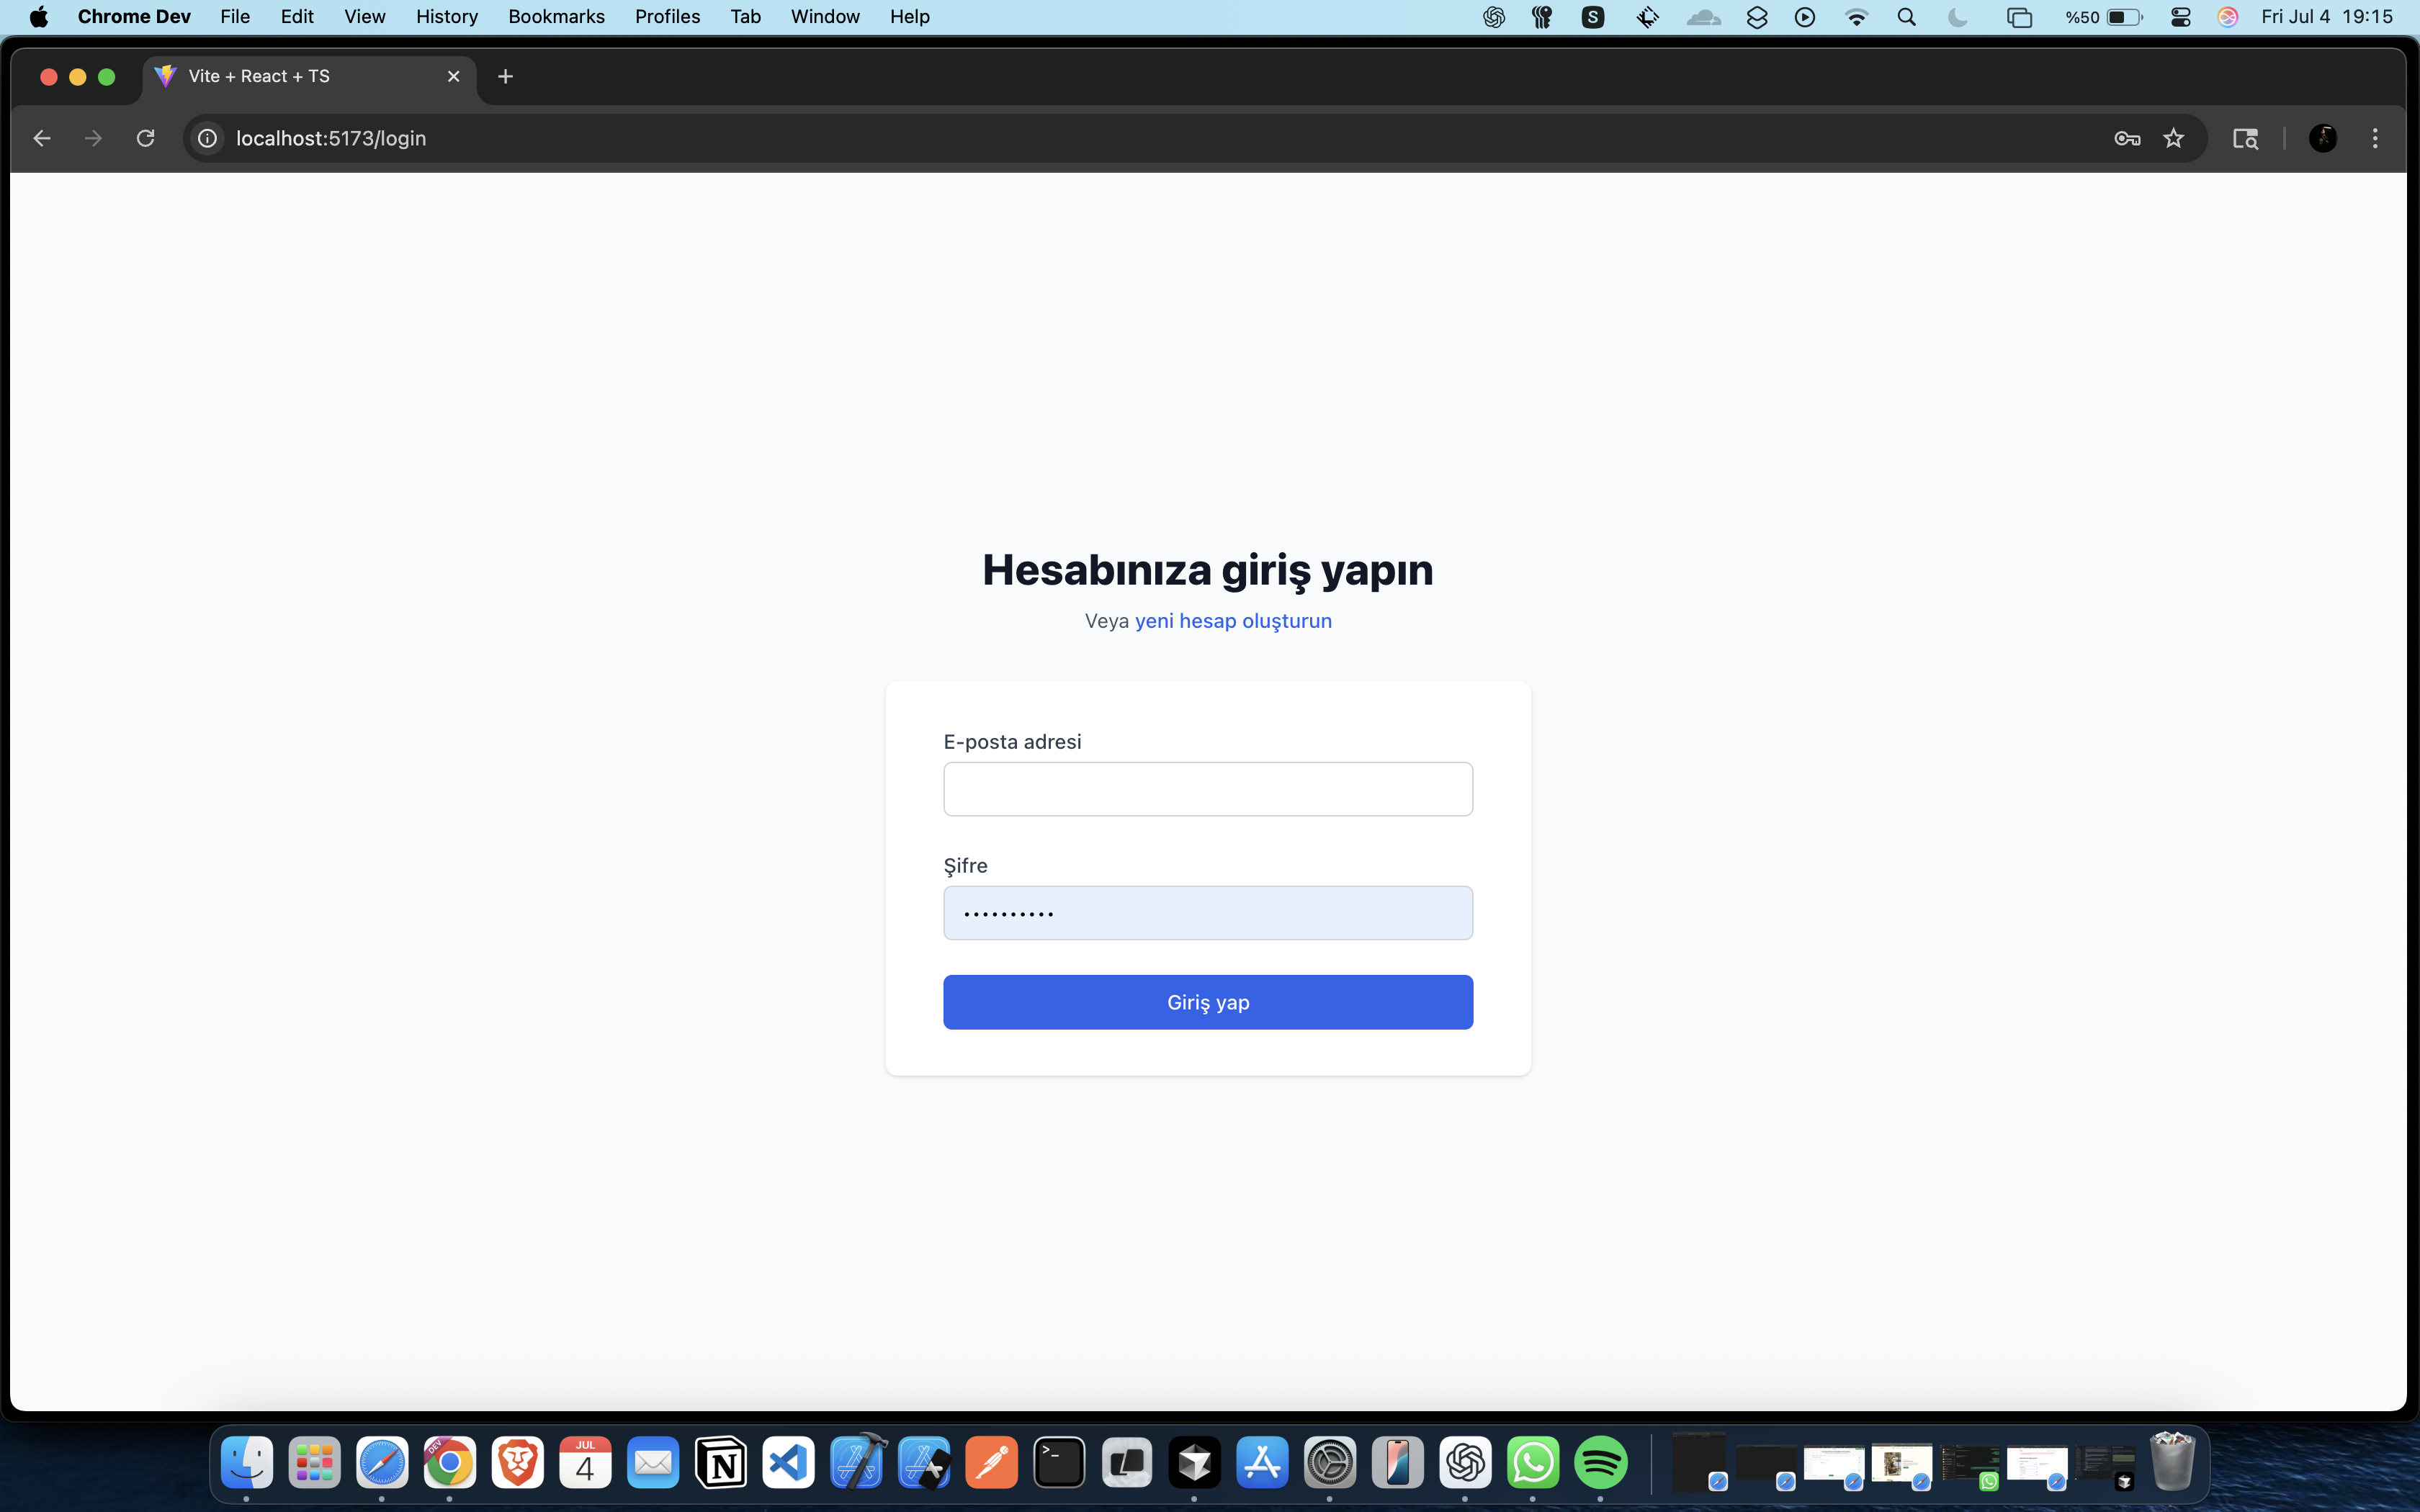 Chrome Dev File Edit View History Bookmarks Profiles Tab Window Help %50 Fri Jul 4 19:15
Vite + React + TS
localhost:5173/login
Hesabınıza giriş yapın
Veya yeni hesap oluşturun
E-posta adresi
Şifre
••••••••••
Giriş yap
DEV
JUL
4